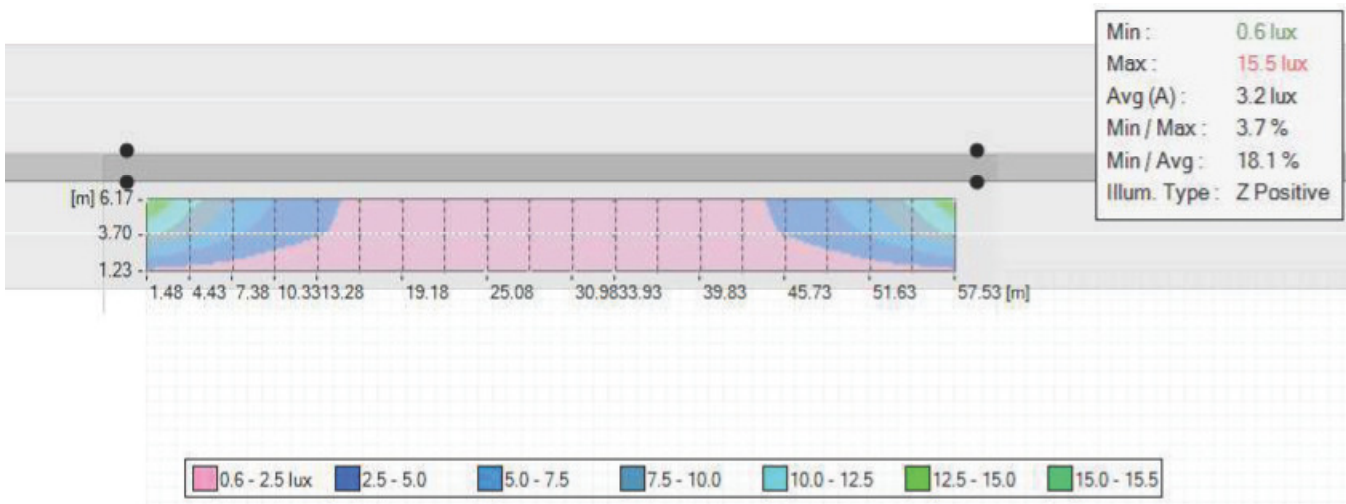 Min : 0.6 lux
Max : 15.5 lux
Avg (A) : 3.2 lux
Min / Max : 3.7 %
Min / Avg : 18.1 %
Illum. Type : Z Positive
[m] 6.17
3.70
1.23
1.48 4.43 7.38 10.33 13.28 19.18 25.08 30.98 33.93 39.83 45.73 51.63 57.53 [m]
0.6 - 2.5 lux 2.5 - 5.0 5.0 - 7.5 7.5 - 10.0 10.0 - 12.5 12.5 - 15.0 15.0 - 15.5